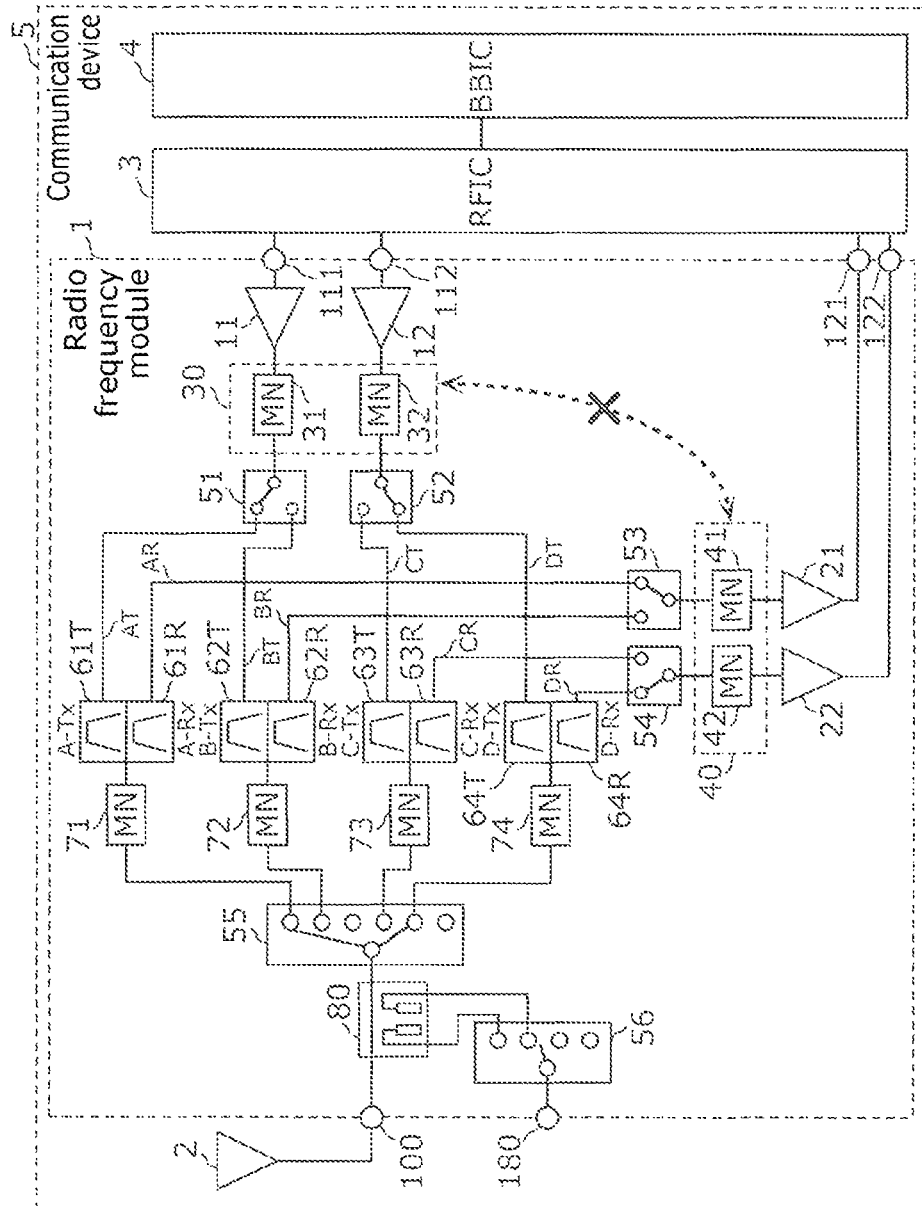 5
Communication
device
4
BBIC
3
RFIC
1
Radio
frequency
module
111
112
121
122
11
12
30
MN
31
MN
32
51
52
AR
AT
BR
BT
CT
DT
CR
DR
53
54
41
MN
42
MN
40
21
22
61T
A-Tx
A-Rx
61R
62T
B-Tx
B-Rx
62R
63T
C-Tx
C-Rx
63R
D-Tx
D-Rx
64T
64R
71
MN
72
MN
73
MN
74
MN
55
80
56
2
100
180